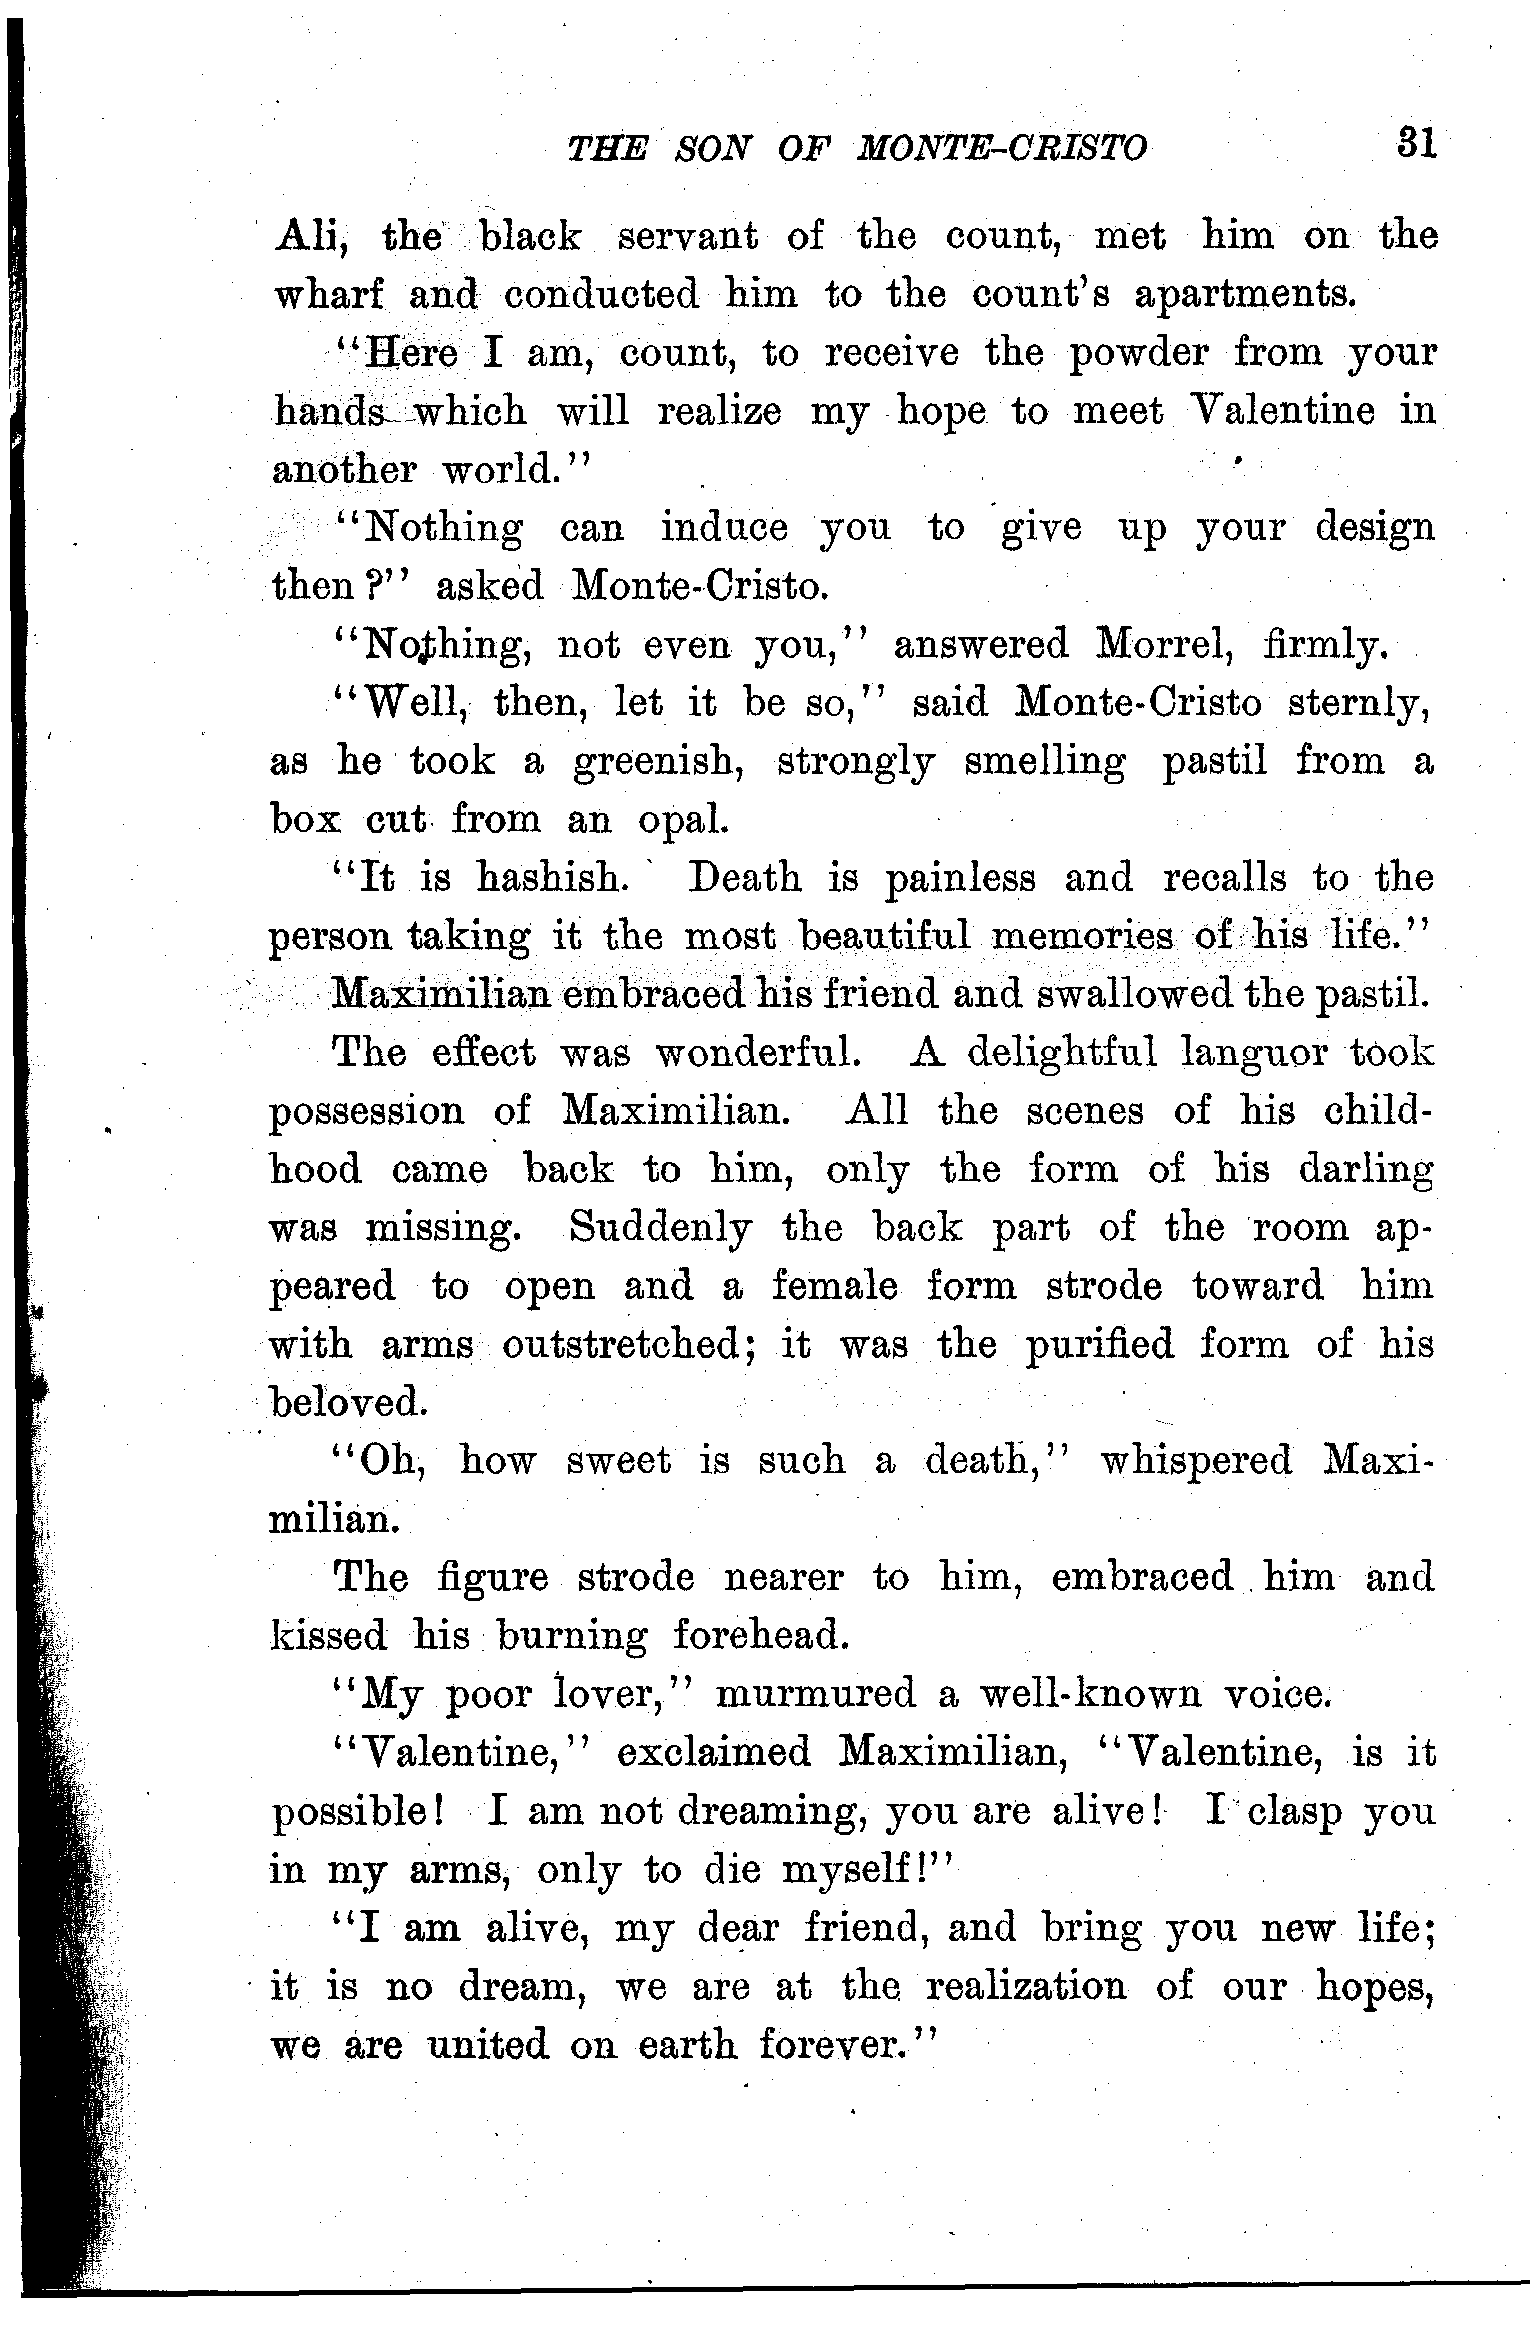 THE SON OF MONTE-CRISTO 31
Ali, the black servant of the count, met him on the
wharf and conducted him to the count's apartments.
"Here I am, count, to receive the powder from your
hands which will realize my hope to meet Valentine in
another world."
"Nothing can induce you to give up your design
then?" asked Monte-Cristo.
"Nothing, not even you," answered Morrel, firmly.
"Well, then, let it be so," said Monte-Cristo sternly,
as he took a greenish, strongly smelling pastil from a
box cut from an opal.
"It is hashish. Death is painless and recalls to the
person taking it the most beautiful memories of his life."
Maximilian embraced his friend and swallowed the pastil.
The effect was wonderful. A delightful languor took
possession of Maximilian. All the scenes of his child-
hood came back to him, only the form of his darling
was missing. Suddenly the back part of the room ap-
peared to open and a female form strode toward him
with arms outstretched; it was the purified form of his
beloved.
"Oh, how sweet is such a death," whispered Maxi-
milian.
The figure strode nearer to him, embraced him and
kissed his burning forehead.
"My poor lover," murmured a well-known voice.
"Valentine," exclaimed Maximilian, "Valentine, is it
possible! I am not dreaming, you are alive! I clasp you
in my arms, only to die myself!"
"I am alive, my dear friend, and bring you new life;
it is no dream, we are at the realization of our hopes,
we are united on earth forever."